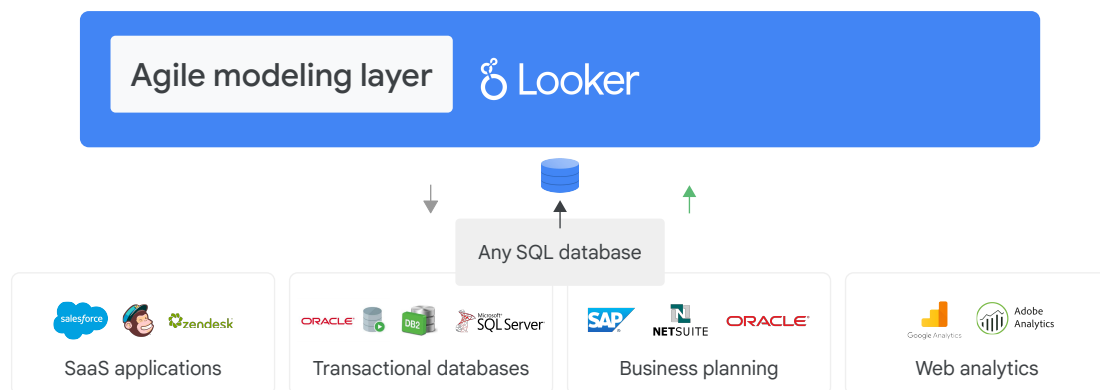 Agile modeling layer
Looker
Any SQL database
salesforce
zendesk
ORACLE
DB2
Microsoft
SQL Server
SAP
NETSUITE
ORACLE
Google Analytics
Adobe
Analytics
SaaS applications
Transactional databases
Business planning
Web analytics